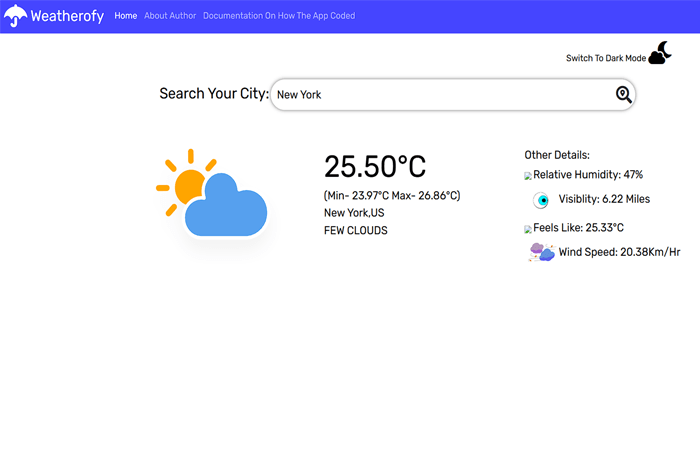 Weatherofy Home About Author Documentation On How The App Coded
Switch To Dark Mode
Search Your City: New York
25.50°C
(Min- 23.97°C Max- 26.86°C)
New York,US
FEW CLOUDS
Other Details:
Relative Humidity: 47%
Visiblity: 6.22 Miles
Feels Like: 25.33°C
Wind Speed: 20.38Km/Hr